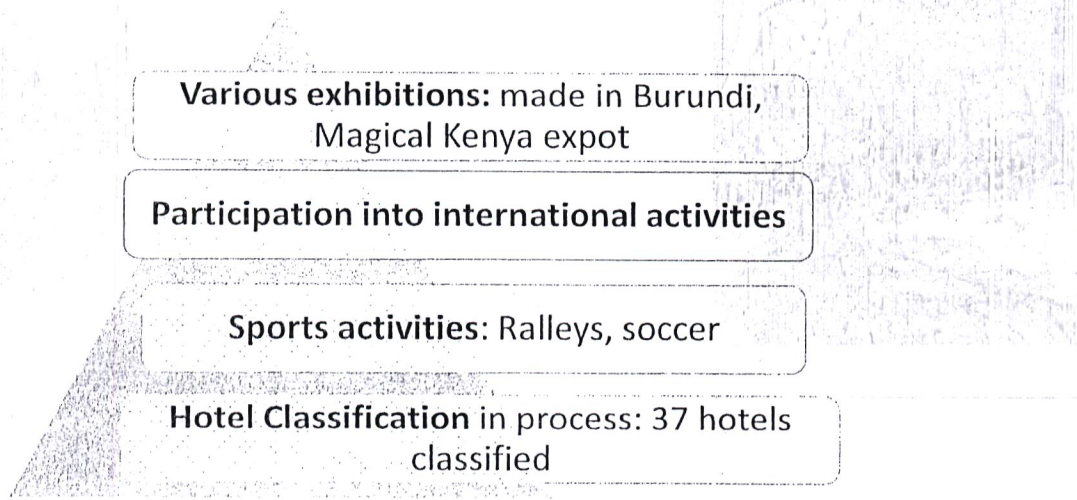 Various exhibitions: made in Burundi,
Magical Kenya expot
Participation into international activities
Sports activities: Ralleys, soccer
Hotel Classification in process: 37 hotels
classified